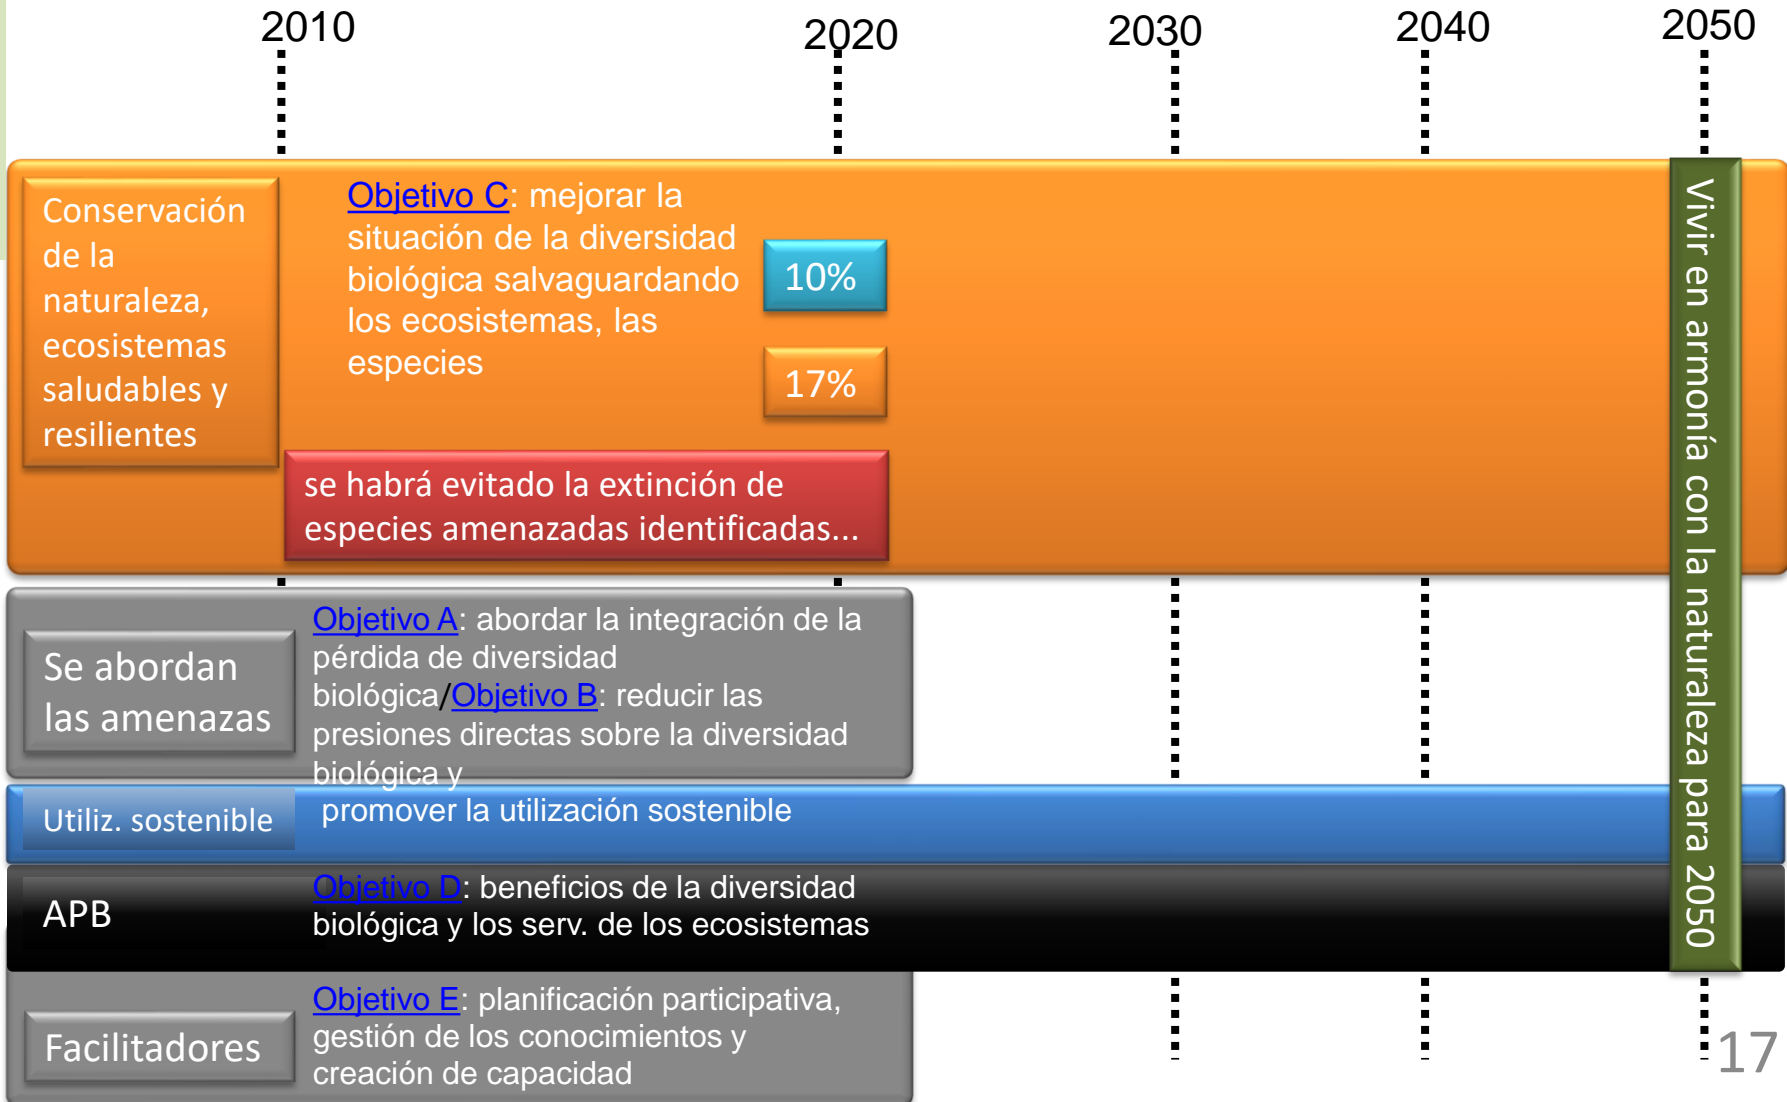 2010
2020
2030
2040
2050
Conservación
de la
naturaleza,
ecosistemas
saludables y
resilientes
Objetivo C: mejorar la
situación de la diversidad
biológica salvaguardando
los ecosistemas, las
especies
10%
17%
se habrá evitado la extinción de
especies amenazadas identificadas...
Se abordan
las amenazas
Objetivo A: abordar la integración de la
pérdida de diversidad
biológica/Objetivo B: reducir las
presiones directas sobre la diversidad
biológica y
promover la utilización sostenible
Utiliz. sostenible
APB
Objetivo D: beneficios de la diversidad
biológica y los serv. de los ecosistemas
Facilitadores
Objetivo E: planificación participativa,
gestión de los conocimientos y
creación de capacidad
Vivir en armonía con la naturaleza para 2050
17